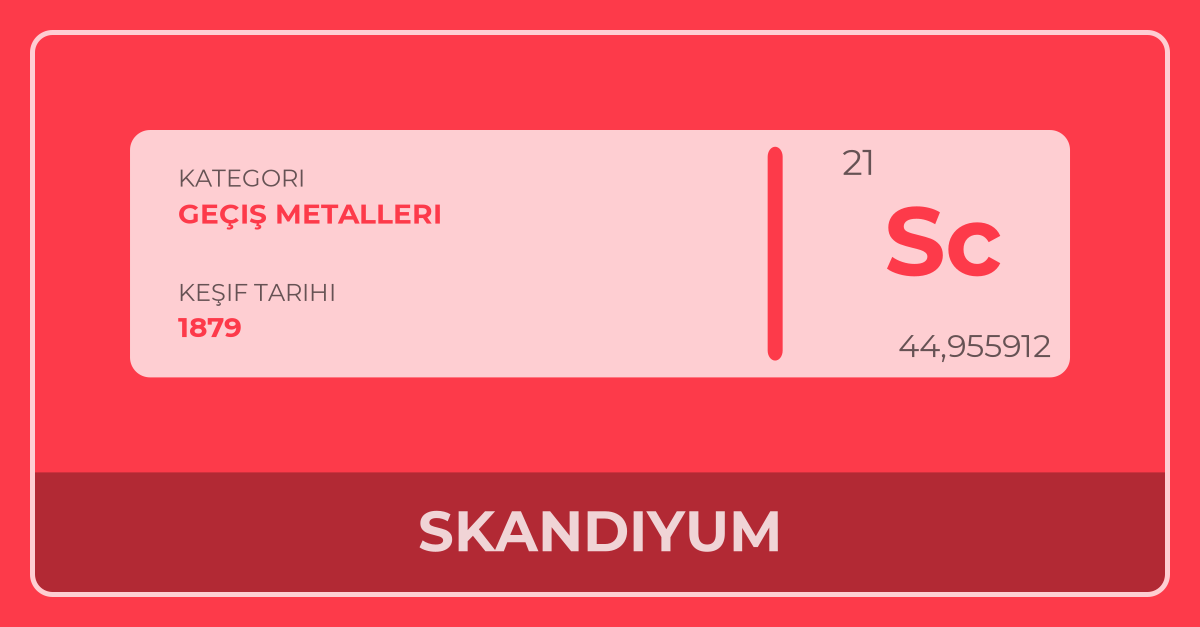 KATEGORI
GEÇIŞ METALLERI
KEŞIF TARIHI
1879
21
Sc
44,955912
SKANDIYUM